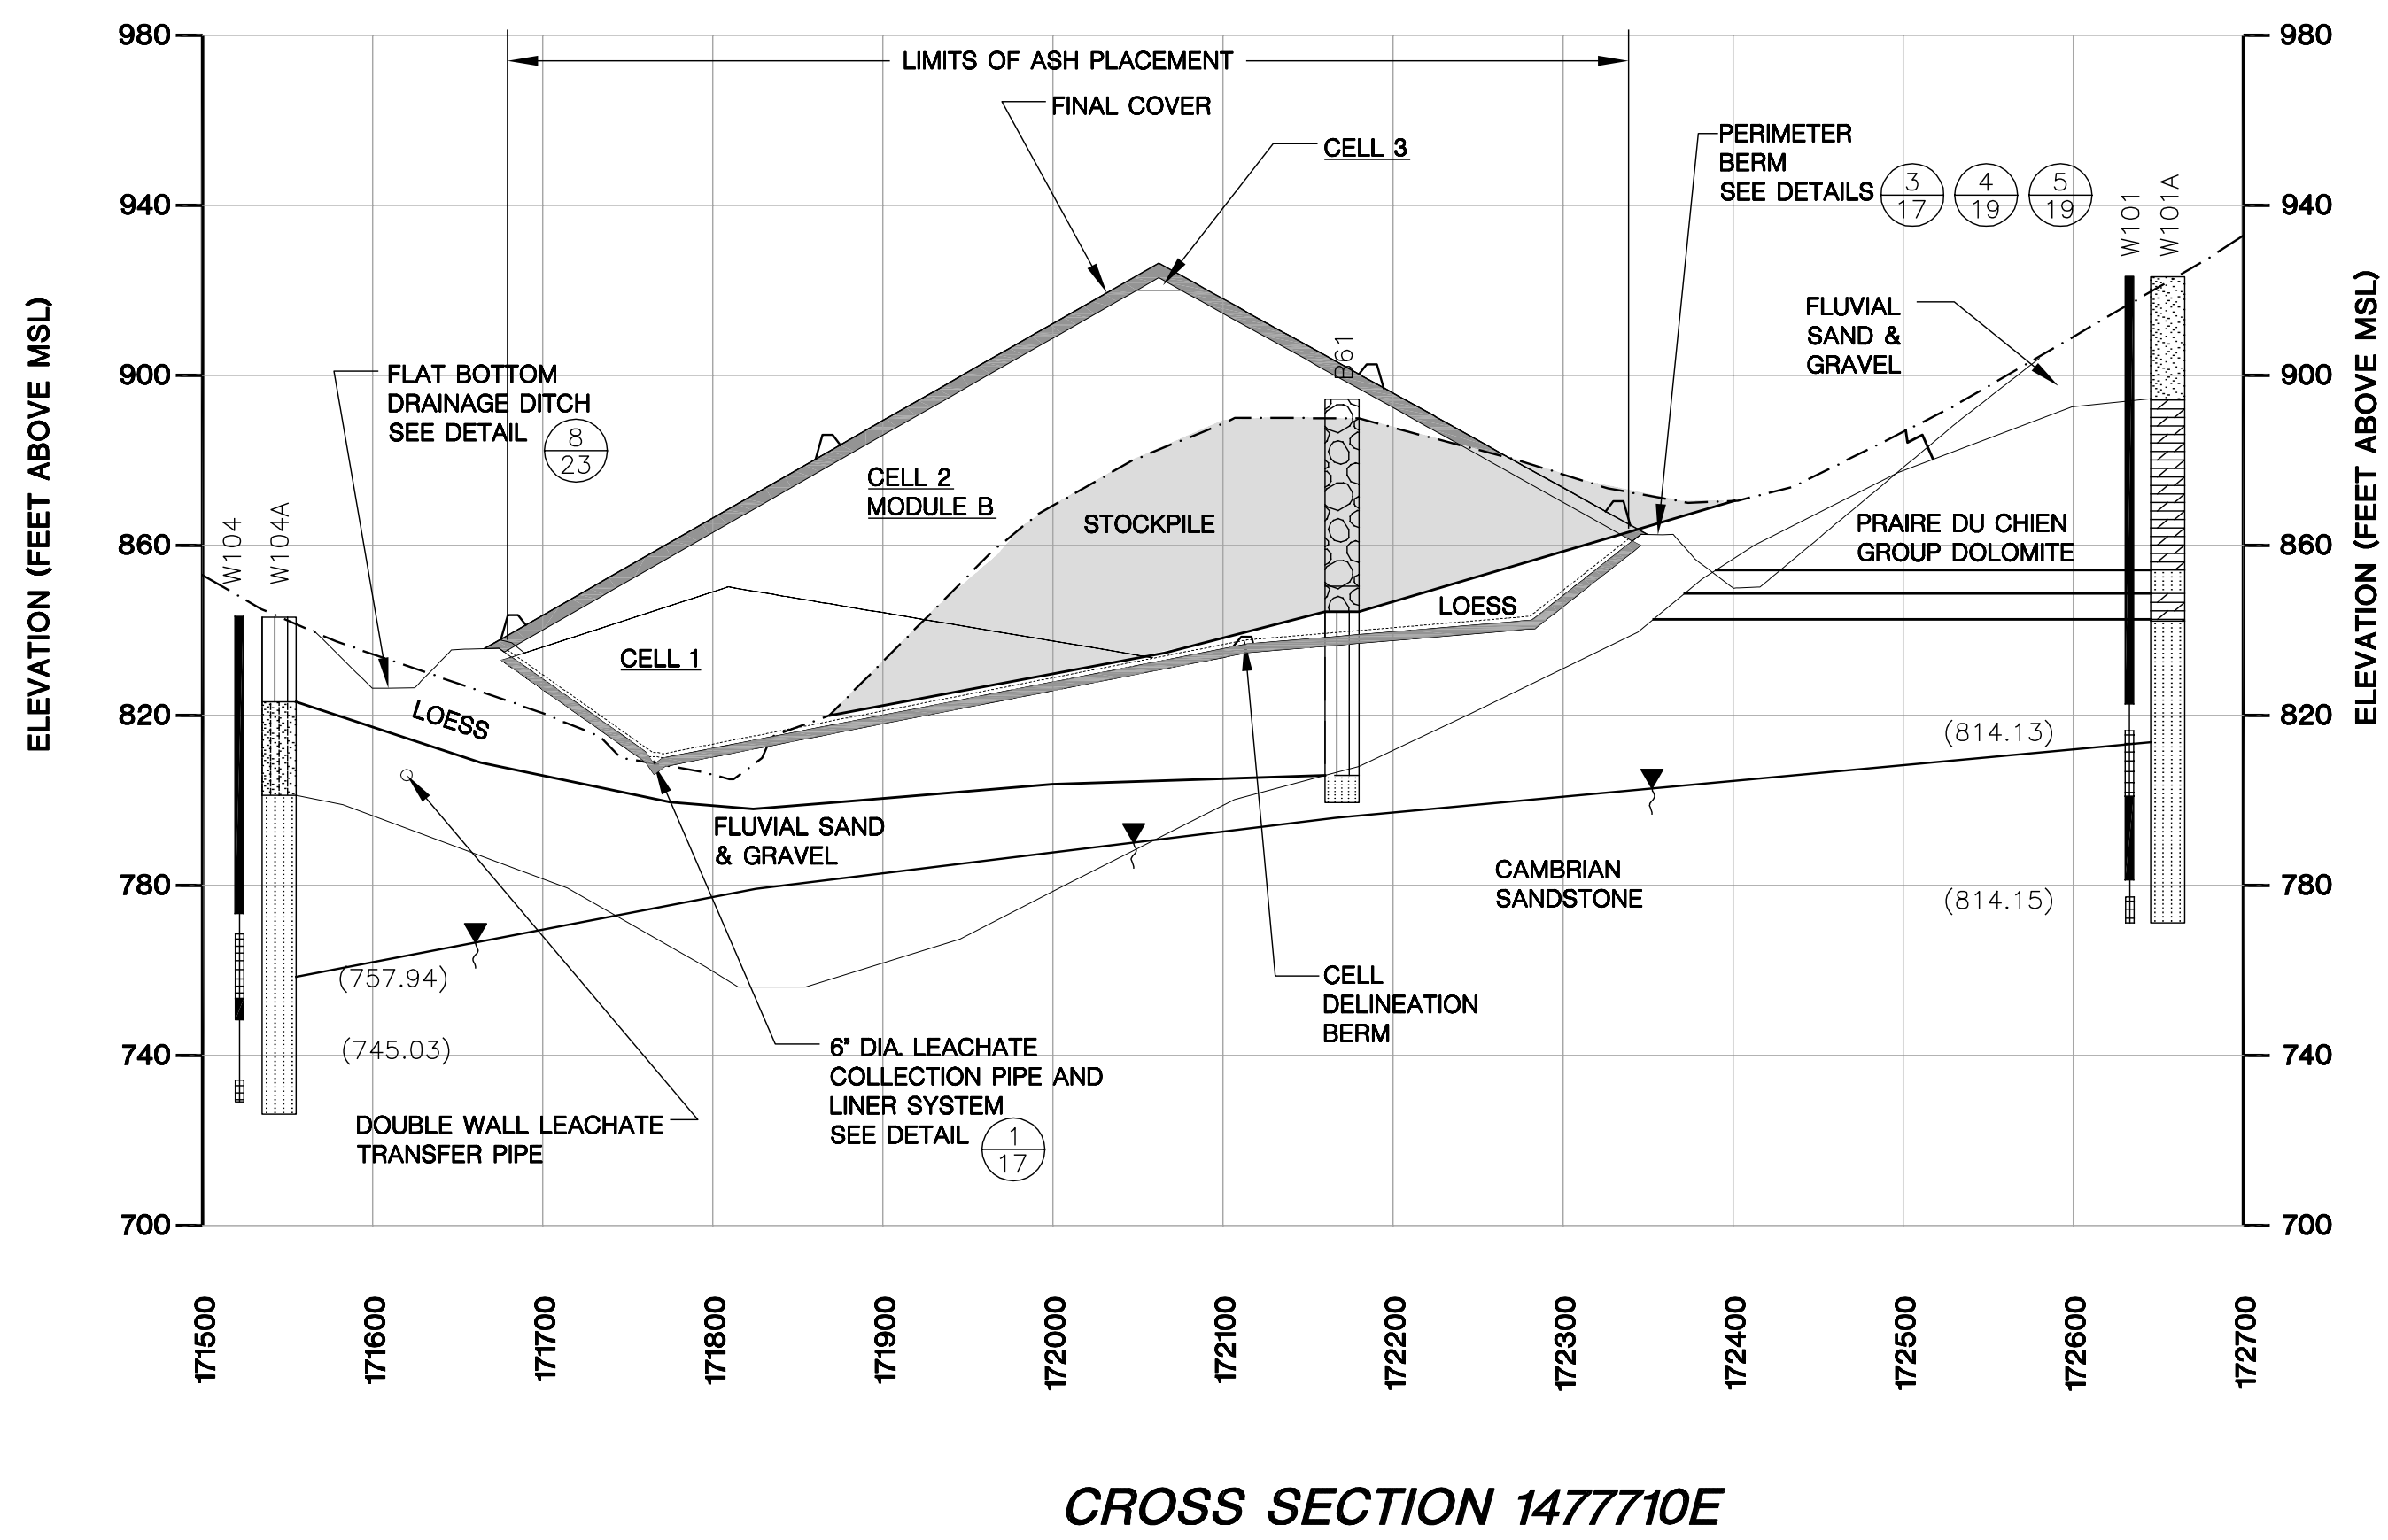 980
980
LIMITS OF ASH PLACEMENT
FINAL COVER
CELL 3
PERIMETER
BERM
SEE DETAILS
3
17
4
19
5
19
W101
W101A
940
940
FLUVIAL
SAND &
GRAVEL
ELEVATION (FEET ABOVE MSL)
ELEVATION (FEET ABOVE MSL)
B61
900
900
FLAT BOTTOM
DRAINAGE DITCH
SEE DETAIL
8
23
CELL 2
MODULE B
STOCKPILE
W104
W104A
PRAIRE DU CHIEN
GROUP DOLOMITE
860
860
LOESS
CELL 1
LOESS
820
820
(814.13)
FLUVIAL SAND
& GRAVEL
CAMBRIAN
SANDSTONE
780
780
(814.15)
(757.94)
CELL
DELINEATION
BERM
(745.03)
740
740
6" DIA. LEACHATE
COLLECTION PIPE AND
LINER SYSTEM
SEE DETAIL
1
17
DOUBLE WALL LEACHATE
TRANSFER PIPE
700
700
171500
171600
171700
171800
171900
172000
172100
172200
172300
172400
172500
172600
172700
CROSS SECTION 1477710E